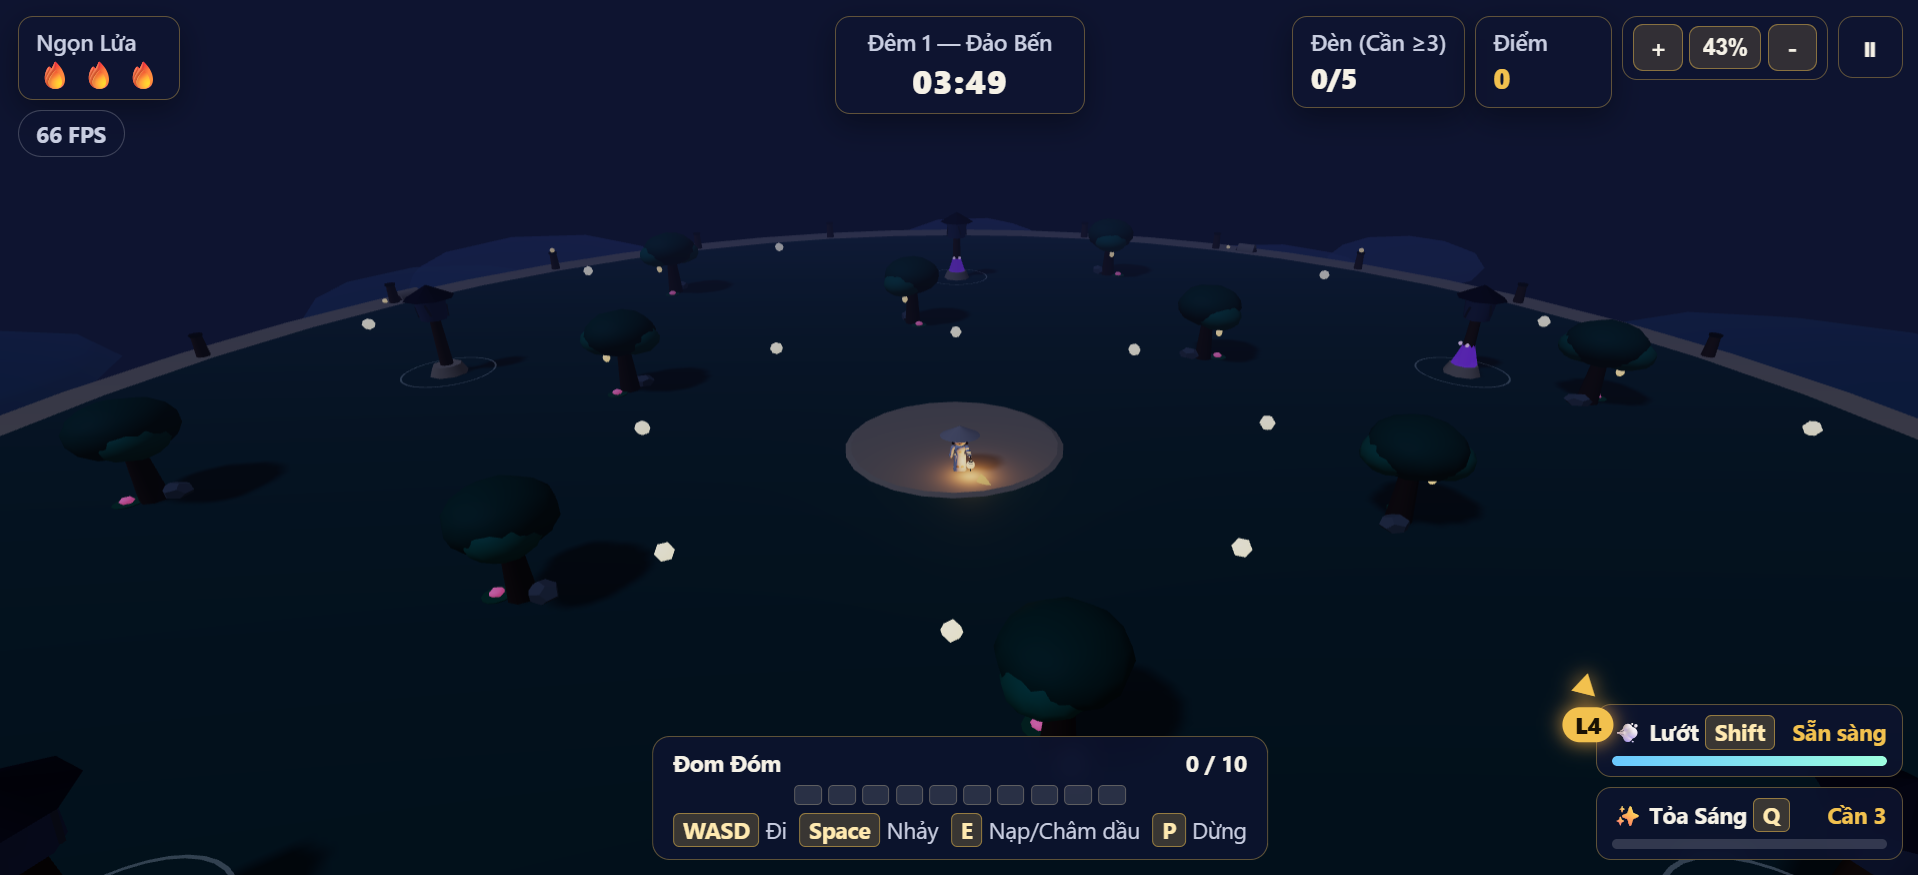 Ngọn Lửa
66 FPS
Đêm 1 — Đảo Bến
03:49
Đèn (Cần ≥3)
0/5
Điểm
0
+ 43% -
L4
Lướt Shift Sẵn sàng
Tỏa Sáng Q Cần 3
Đom Đóm 0 / 10
WASD Đi Space Nhảy E Nạp/Châm dầu P Dừng